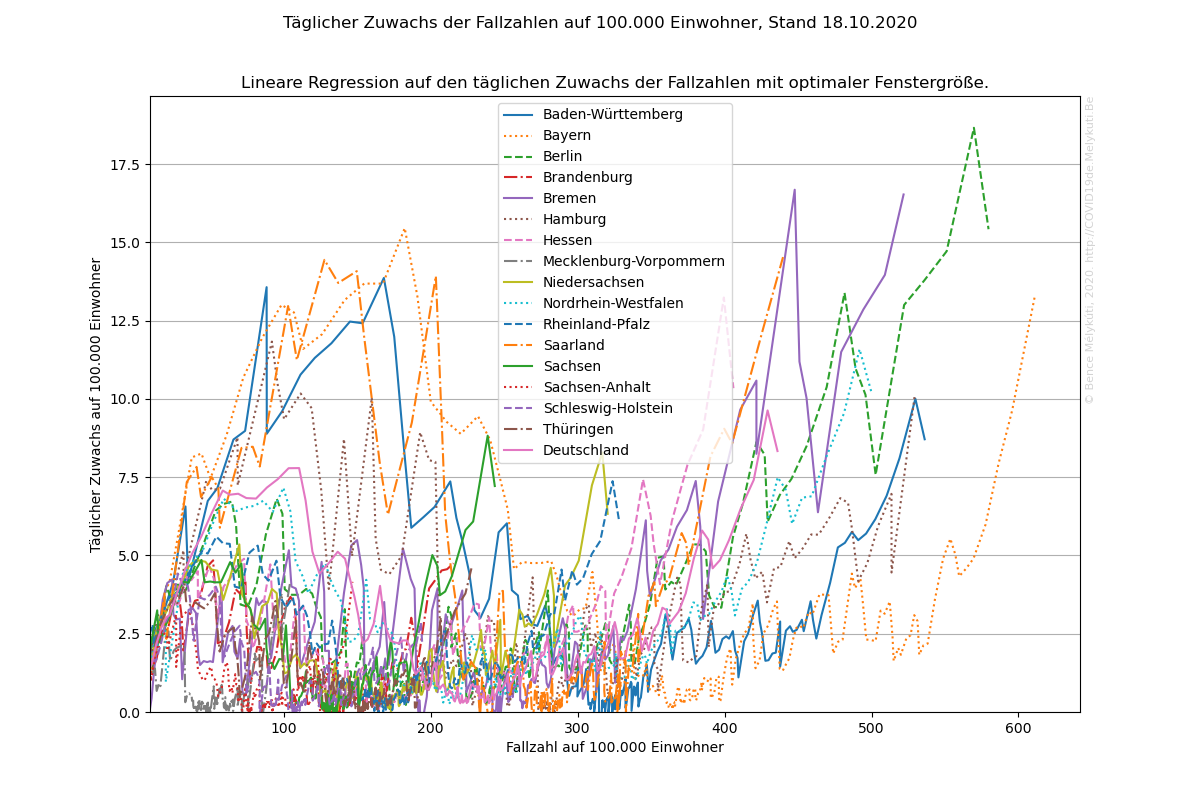 Täglicher Zuwachs der Fallzahlen auf 100.000 Einwohner, Stand 18.10.2020
Lineare Regression auf den täglichen Zuwachs der Fallzahlen mit optimaler Fenstergröße.
Baden-Württemberg
Bayern
Berlin
Brandenburg
Bremen
Hamburg
Hessen
Mecklenburg-Vorpommern
Niedersachsen
Nordrhein-Westfalen
Rheinland-Pfalz
Saarland
Sachsen
Sachsen-Anhalt
Schleswig-Holstein
Thüringen
Deutschland
17.5
15.0
12.5
10.0
7.5
5.0
2.5
0.0
Täglicher Zuwachs auf 100.000 Einwohner
100
200
300
400
500
600
Fallzahl auf 100.000 Einwohner
© Bence Mélykúti, 2020. http://COVID19de.Melykuti.Be